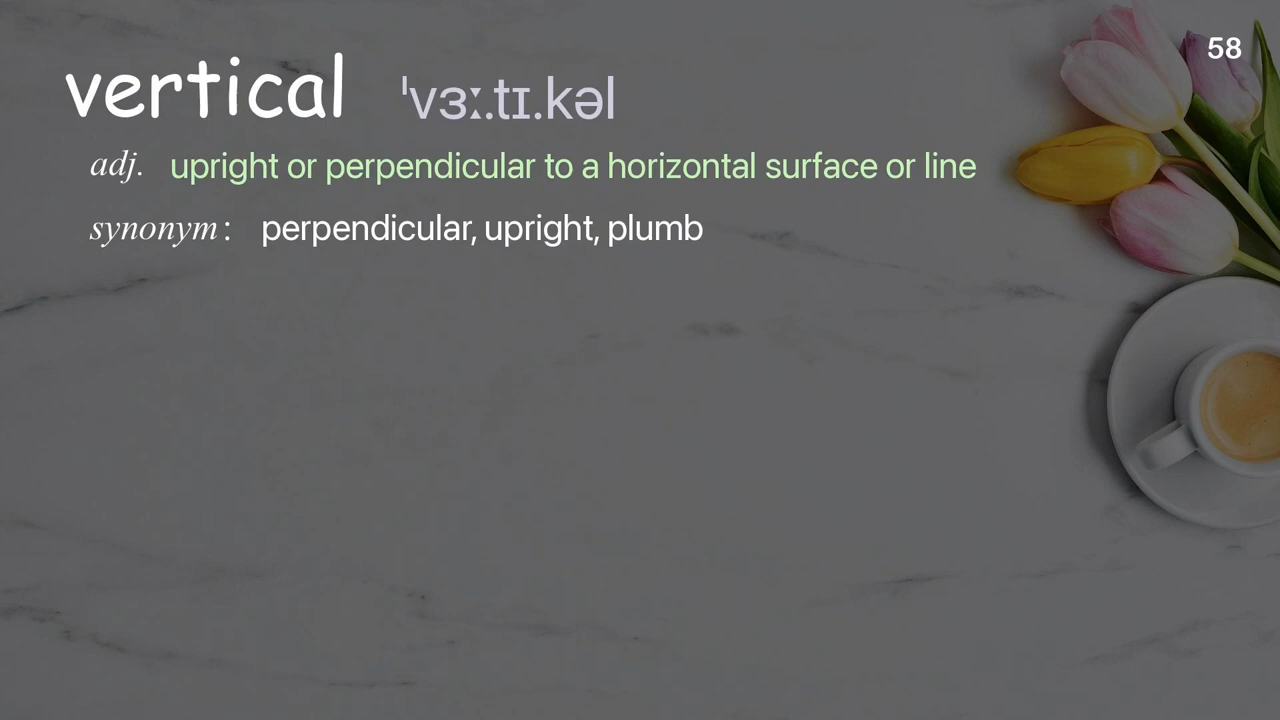 58
vertical ˈvɜː.tɪ.kəl
adj. upright or perpendicular to a horizontal surface or line
synonym: perpendicular, upright, plumb